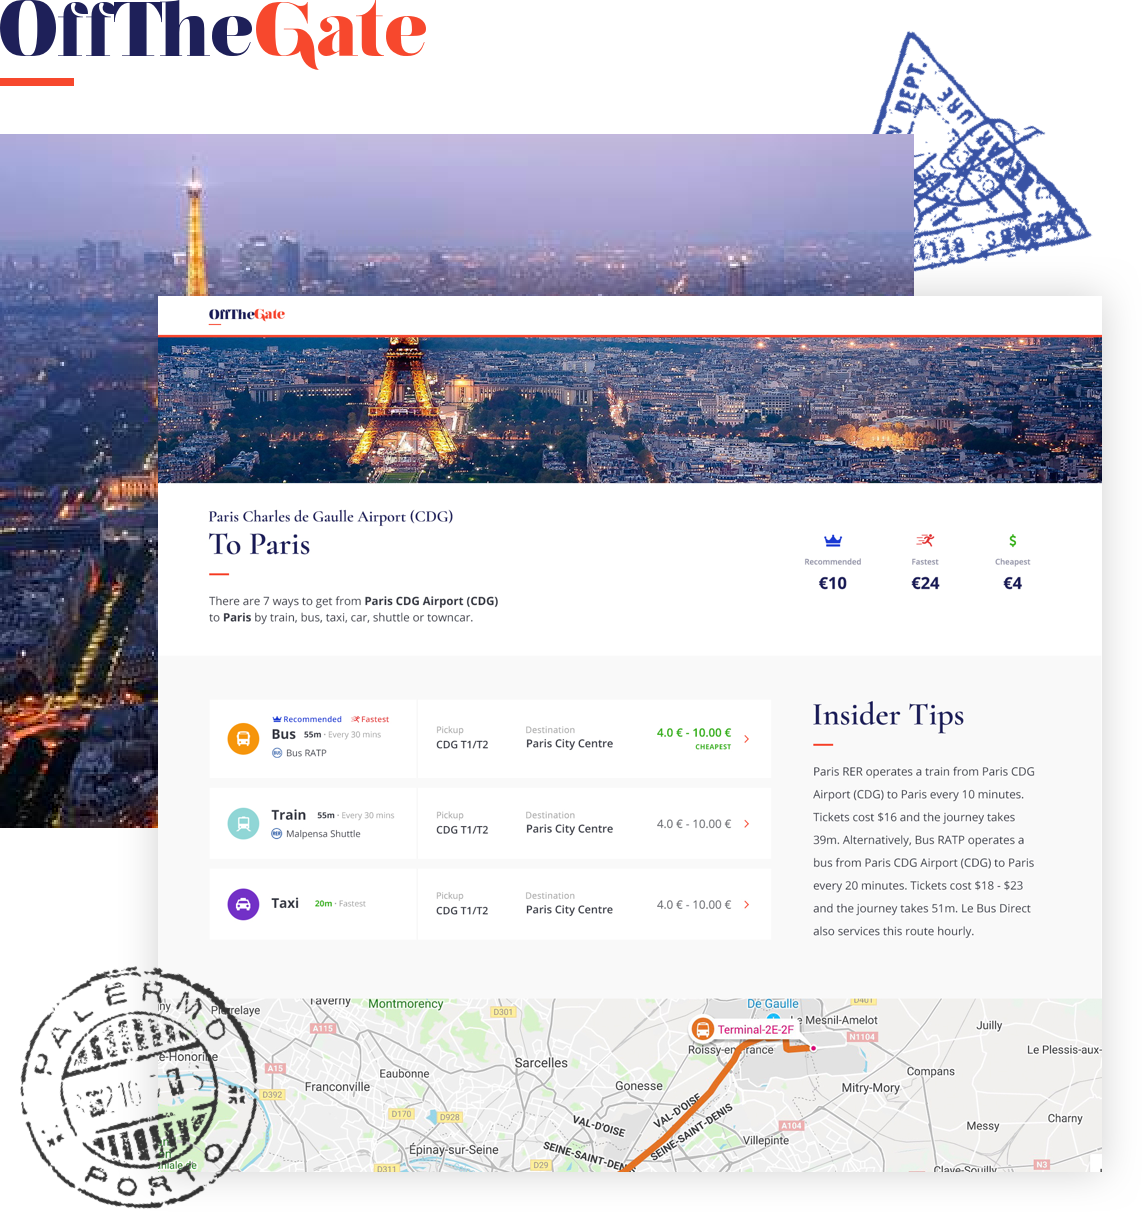 OffTheGate
DEPT.
URE
BELL
OffTheGate
Paris Charles de Gaulle Airport (CDG)
To Paris
There are 7 ways to get from Paris CDG Airport (CDG)
to Paris by train, bus, taxi, car, shuttle or towncar.
Recommended
€10
Fastest
€24
$
Cheapest
€4
Recommended Fastest
Bus 55m · Every 30 mins
Bus RATP
Pickup
CDG T1/T2
Destination
Paris City Centre
4.0 € - 10.00 €
CHEAPEST
Train 55m · Every 30 mins
RER Malpensa Shuttle
Pickup
CDG T1/T2
Destination
Paris City Centre
4.0 € - 10.00 €
Taxi 20m · Fastest
Pickup
CDG T1/T2
Destination
Paris City Centre
4.0 € - 10.00 €
Insider Tips
Paris RER operates a train from Paris CDG
Airport (CDG) to Paris every 10 minutes.
Tickets cost $16 and the journey takes
39m. Alternatively, Bus RATP operates a
bus from Paris CDG Airport (CDG) to Paris
every 20 minutes. Tickets cost $18 - $23
and the journey takes 51m. Le Bus Direct
also services this route hourly.
Taverny
Montmorency
D301
De Gaulle
D401
Le Mesnil-Amelot
Pierrelaye
A115
Terminal-2E-2F
N1104
Juilly
Roissy-en-France
Le Plessis-aux-
e-Honorine
A15
Sarcelles
Eaubonne
Compans
D392
Franconville
Gonesse
Mitry-Mory
D170
D928
VAL-D'OISE
VAL-D'OISE
SEINE-SAINT-DENIS
A104
Charny
Messy
Villepinte
Épinay-sur-Seine
SEINE-SAINT-DENIS
D311
D29
Claye-Souilly
N3
PALERMO
PORTO